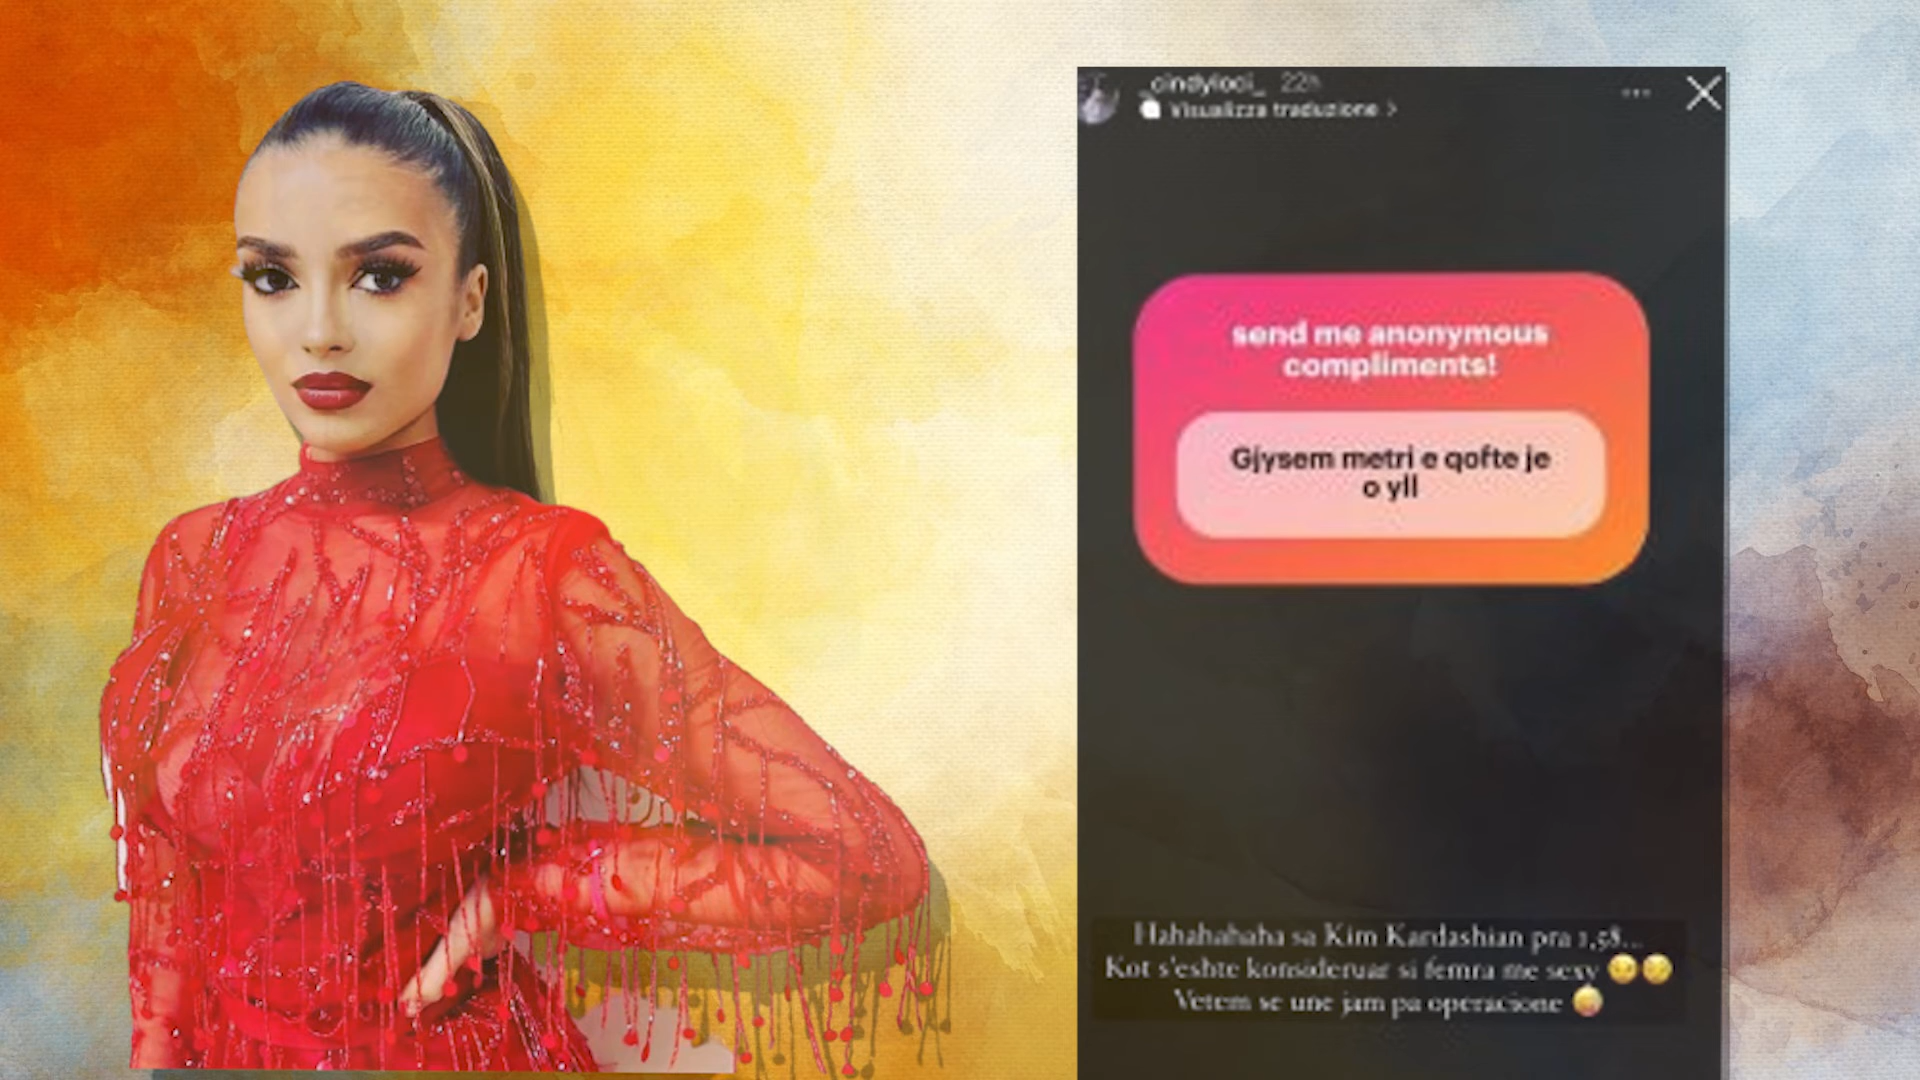 _cindyloci_ 22h
Visualizza traduzione >
send me anonymous
compliments!
Gjysem metri e qofte je
o yll
Hahahahaha sa Kim Kardashian pra 1,58...
Kot s'eshte konsideruar si femra me sexy
Vetem se une jam pa operacione